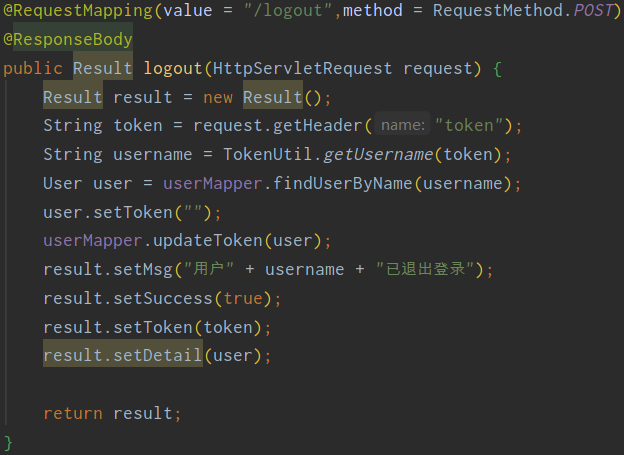 @RequestMapping(value = "/logout",method = RequestMethod.POST)
@ResponseBody
public Result logout(HttpServletRequest request) {
Result result = new Result();
String token = request.getHeader( name: "token");
String username = TokenUtil.getUsername(token);
User user = userMapper.findUserByName(username);
user.setToken("");
userMapper.updateToken(user);
result.setMsg("用户" + username + "已退出登录");
result.setSuccess(true);
result.setToken(token);
result.setDetail(user);
return result;
}